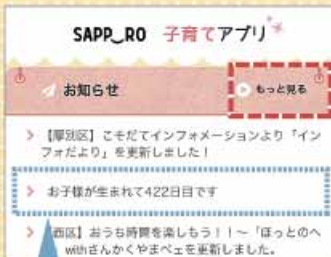 SAPP_RO 子育てアプリ
お知らせ
もっと見る
【厚別区】こそだてインフォメーションより「イン
フォだより」を更新しました！
お子様が生まれて422日目です
西区】おうち時間を楽しもう！！～「ほっとのへ
withさんかくやまべェを更新しました。